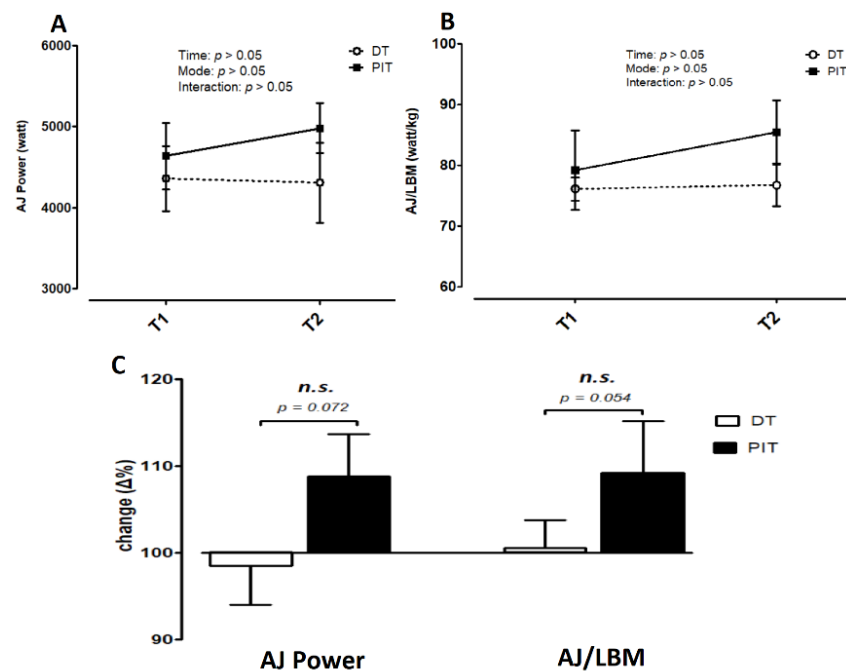 A
6000
5000
4000
3000
AJ Power (watt)
Time: p > 0.05
Mode: p > 0.05
Interaction: p > 0.05
DT
PIT
T1
T2
B
100
90
80
70
60
AJ/LBM (watt/kg)
Time: p > 0.05
Mode: p > 0.05
Interaction: p > 0.05
DT
PIT
T1
T2
C
120
110
100
90
change (Δ%)
n.s.
p = 0.072
n.s.
p = 0.054
DT
PIT
AJ Power
AJ/LBM